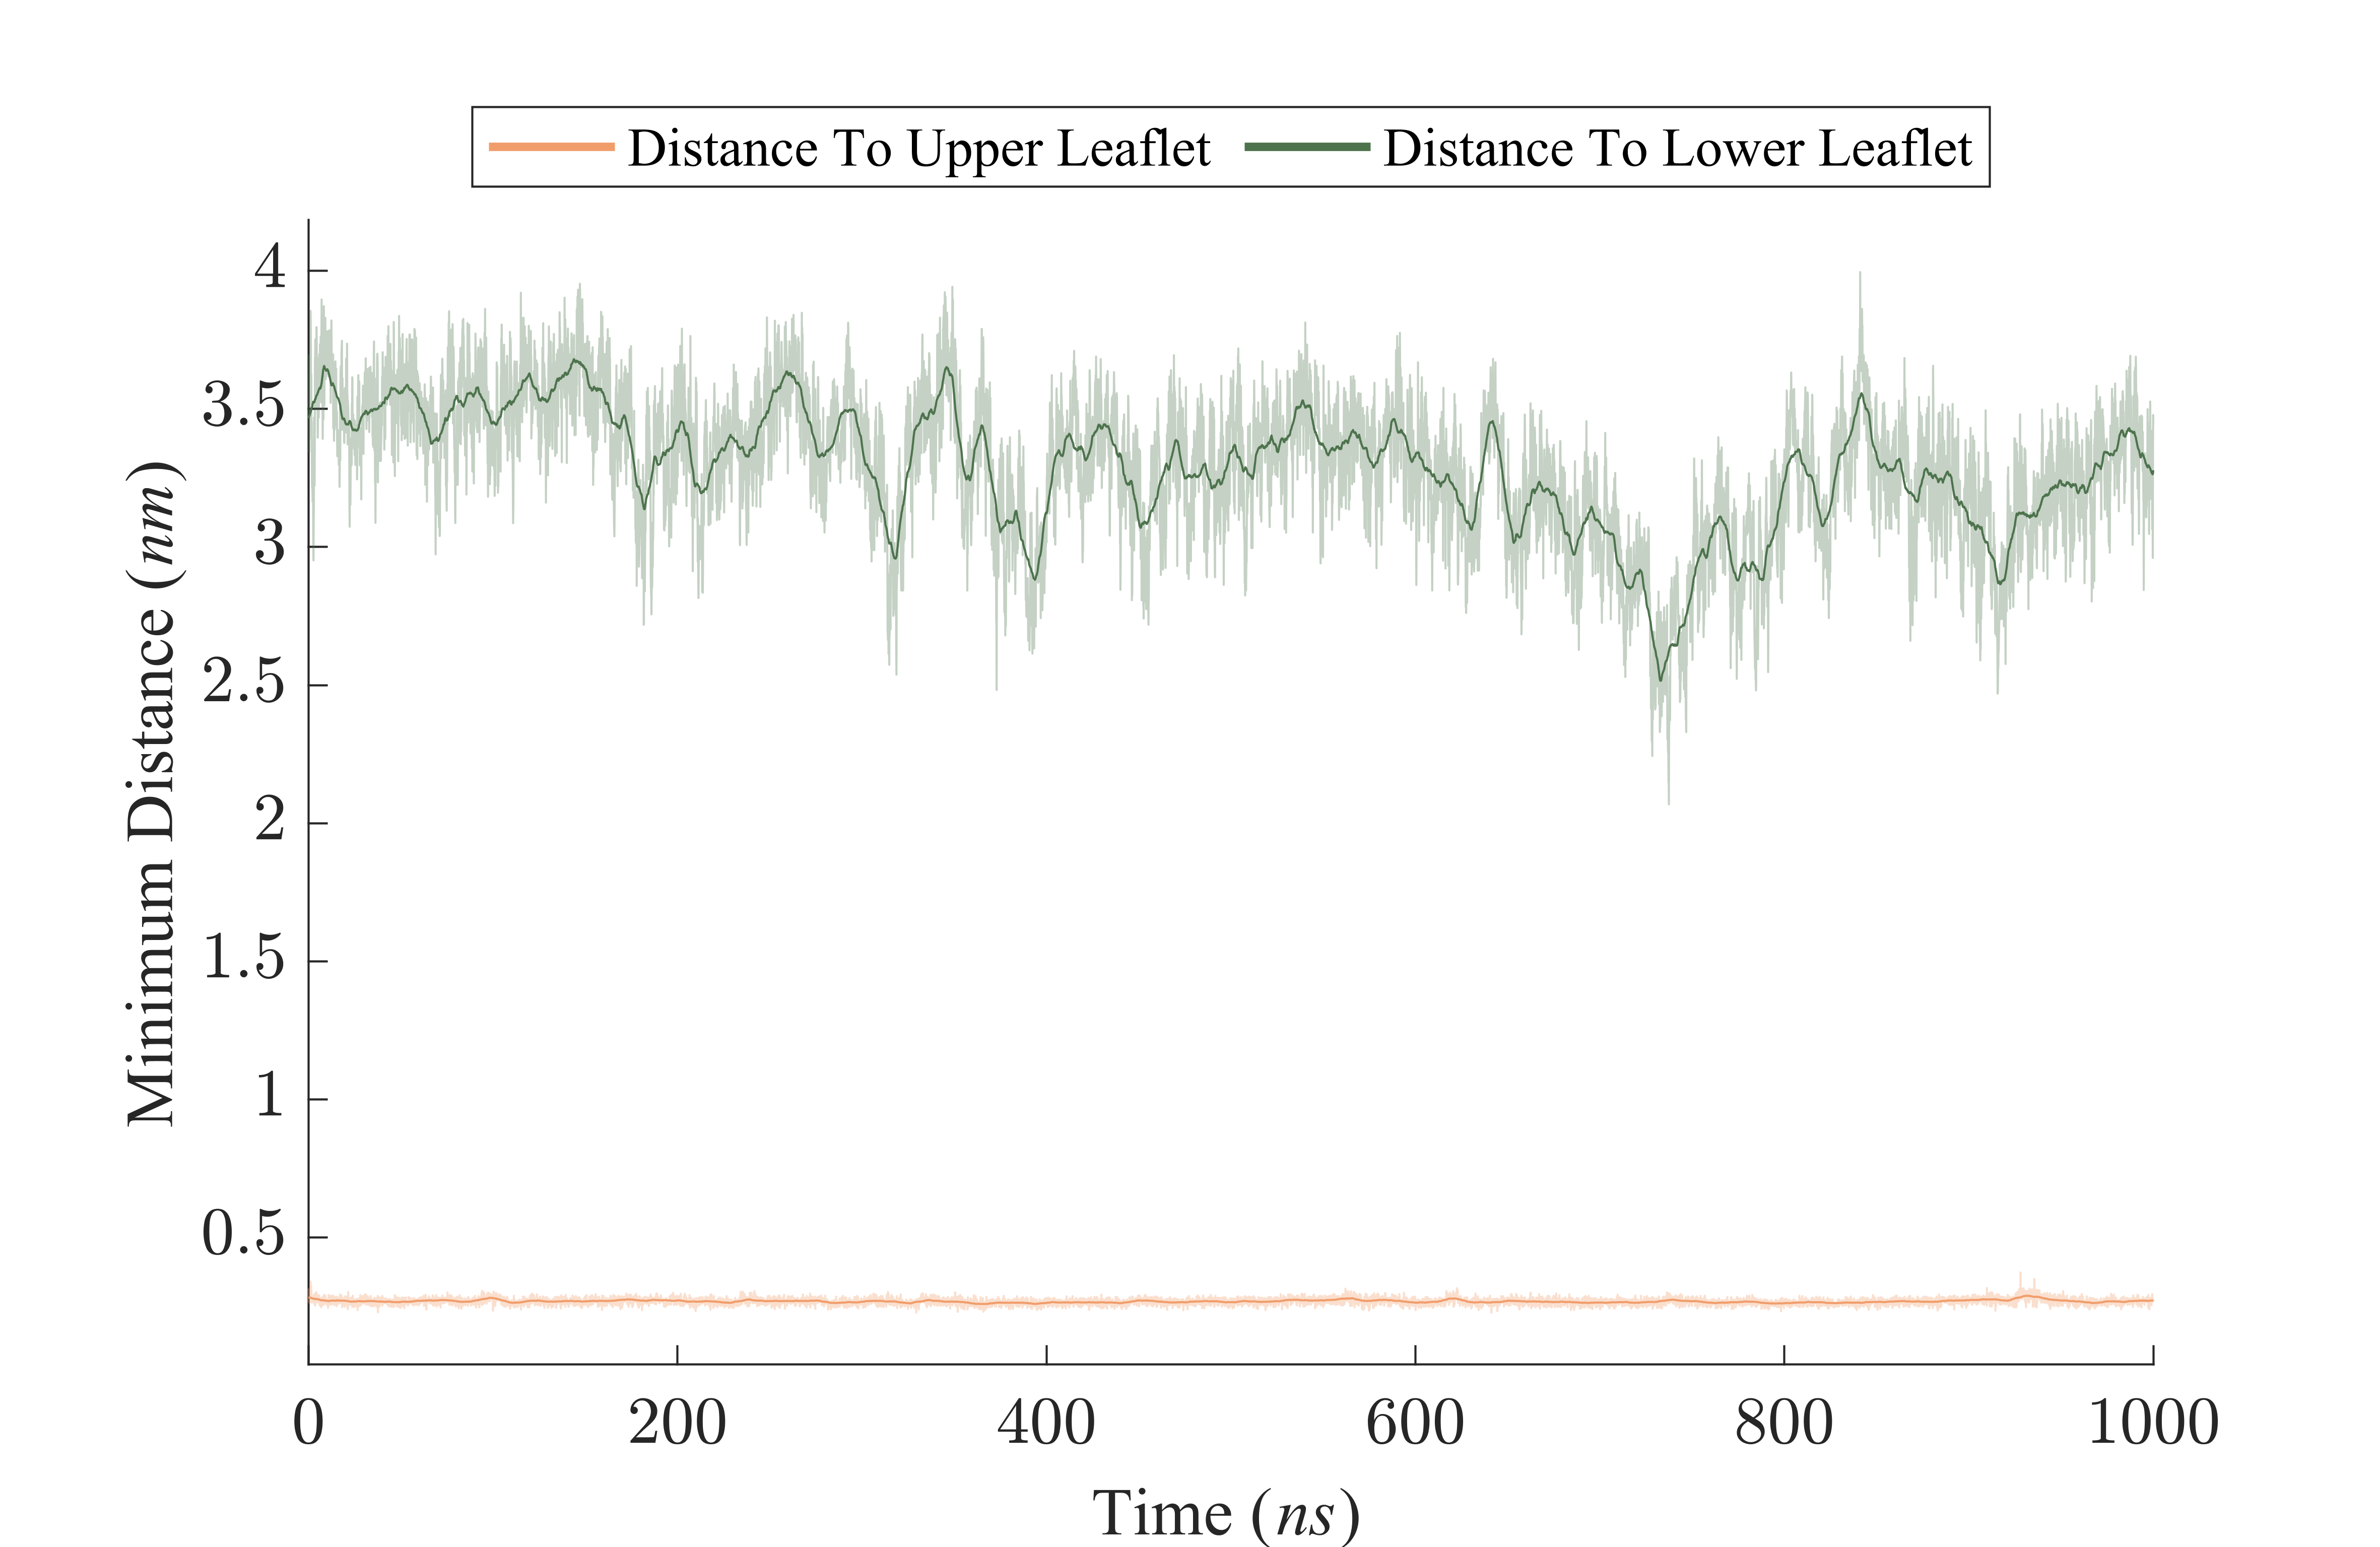 Distance To Upper Leaflet Distance To Lower Leaflet
4
3.5
3
2.5
2
1.5
1
0.5
Minimum Distance (nm)
0 200 400 600 800 1000
Time (ns)